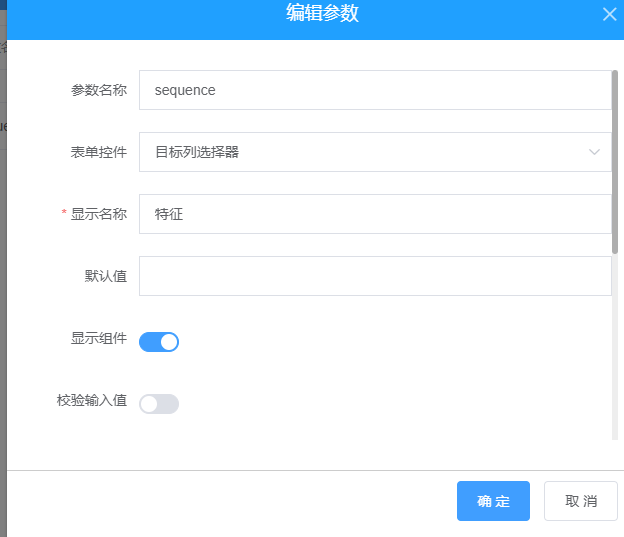 编辑参数
参数名称
sequence
表单控件
目标列选择器
* 显示名称
特征
默认值
显示组件
校验输入值
确 定
取 消